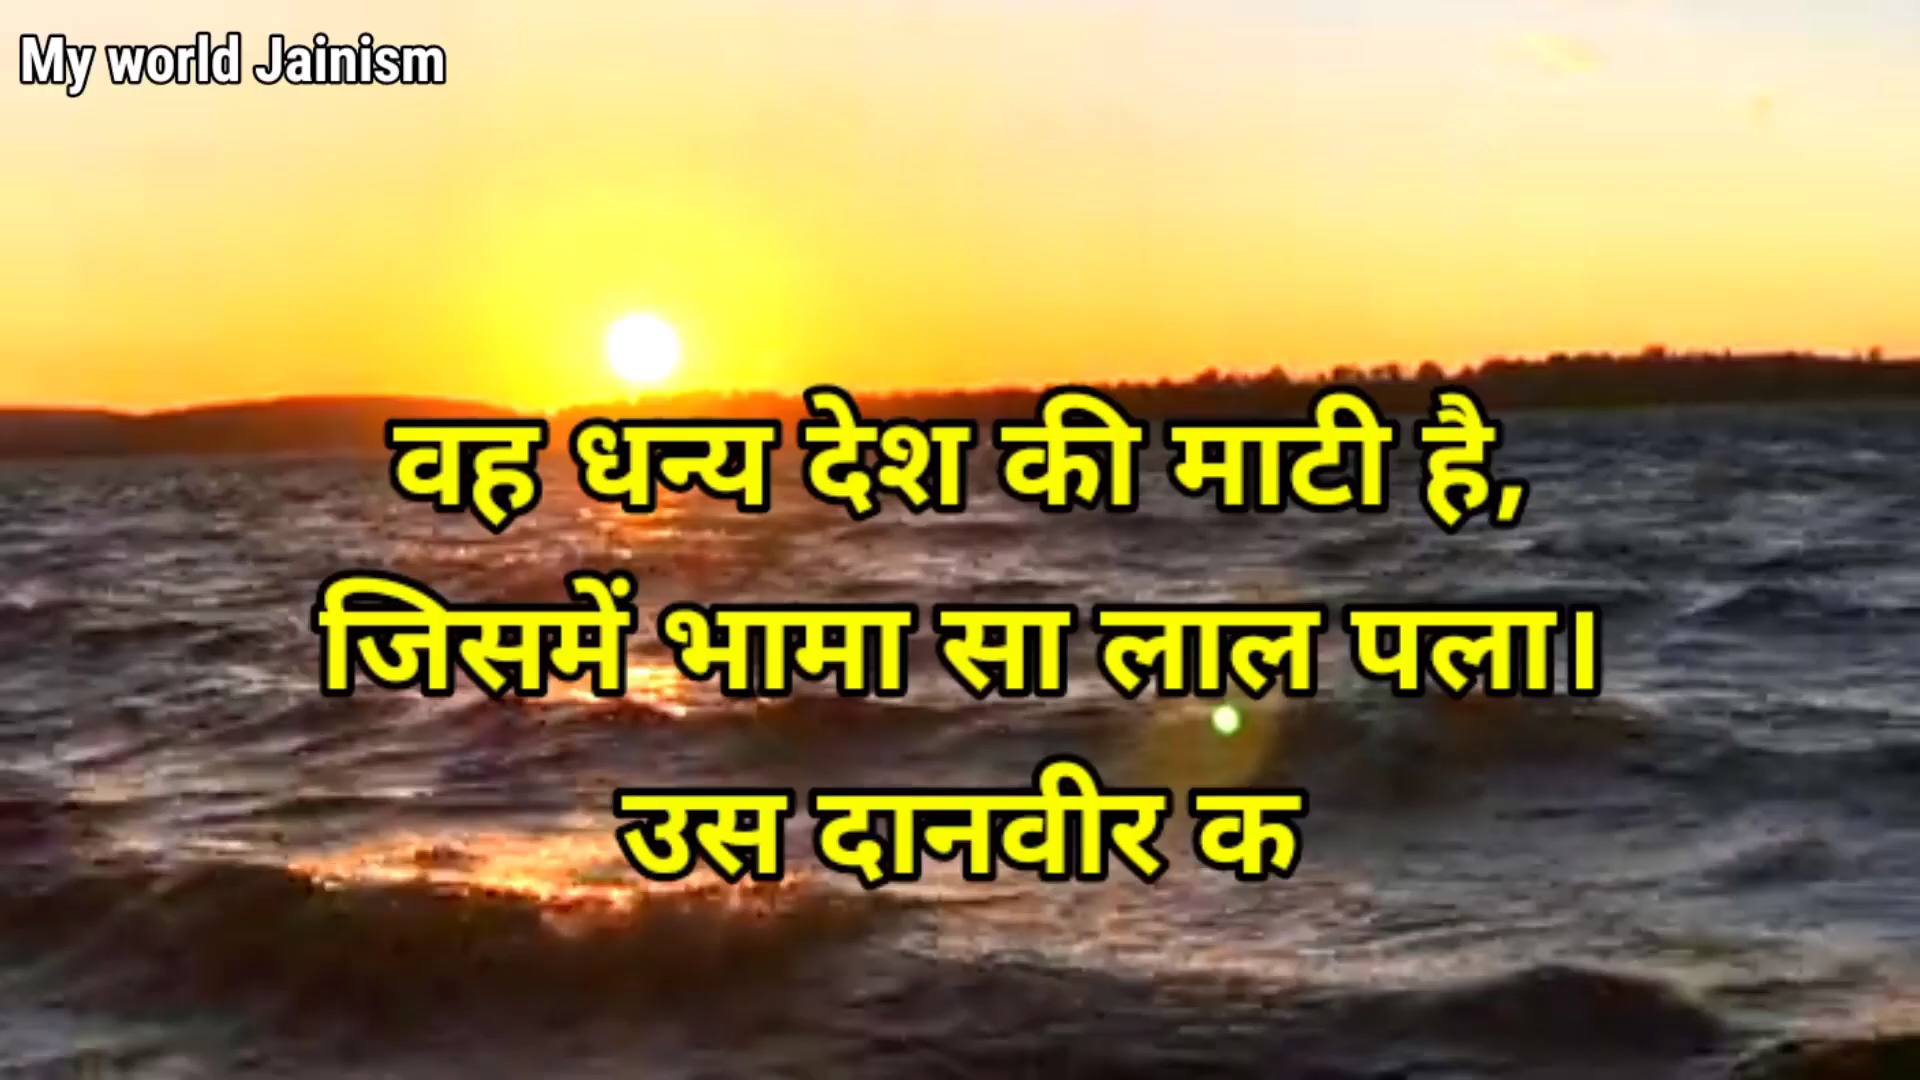 My world Jainism
वह धन्य देश की माटी है,
जिसमें भामा सा लाल पला।
उस दानवीर क